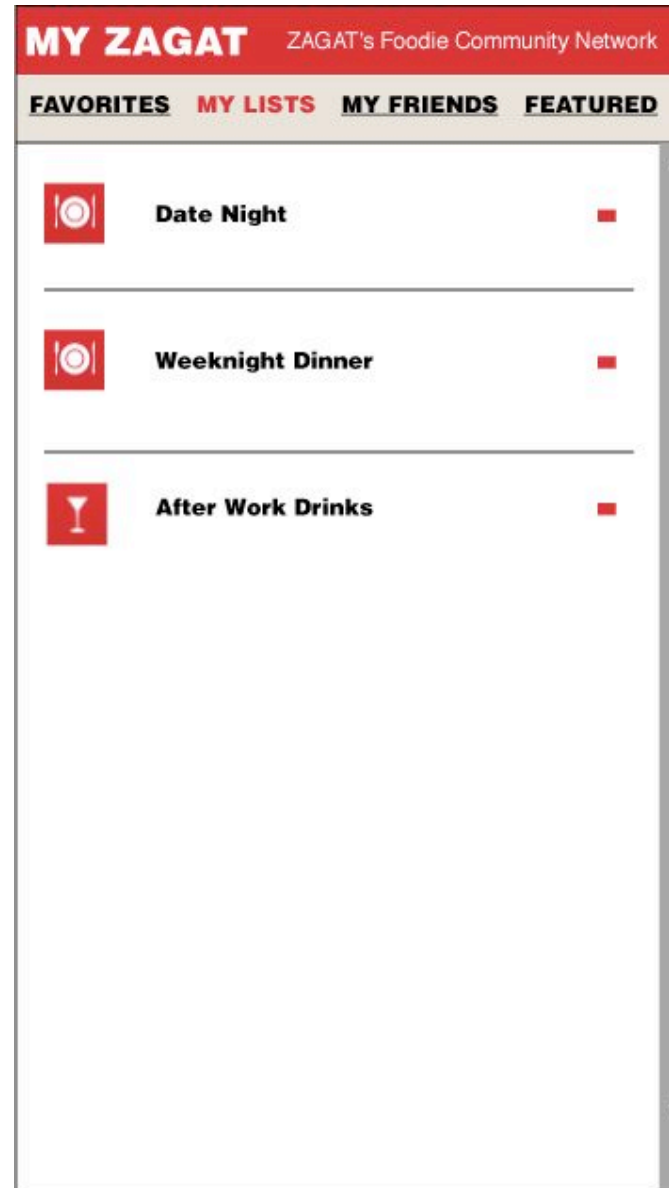 MY ZAGAT ZAGAT's Foodie Community Network
FAVORITES MY LISTS MY FRIENDS FEATURED
Date Night
Weeknight Dinner
After Work Drinks